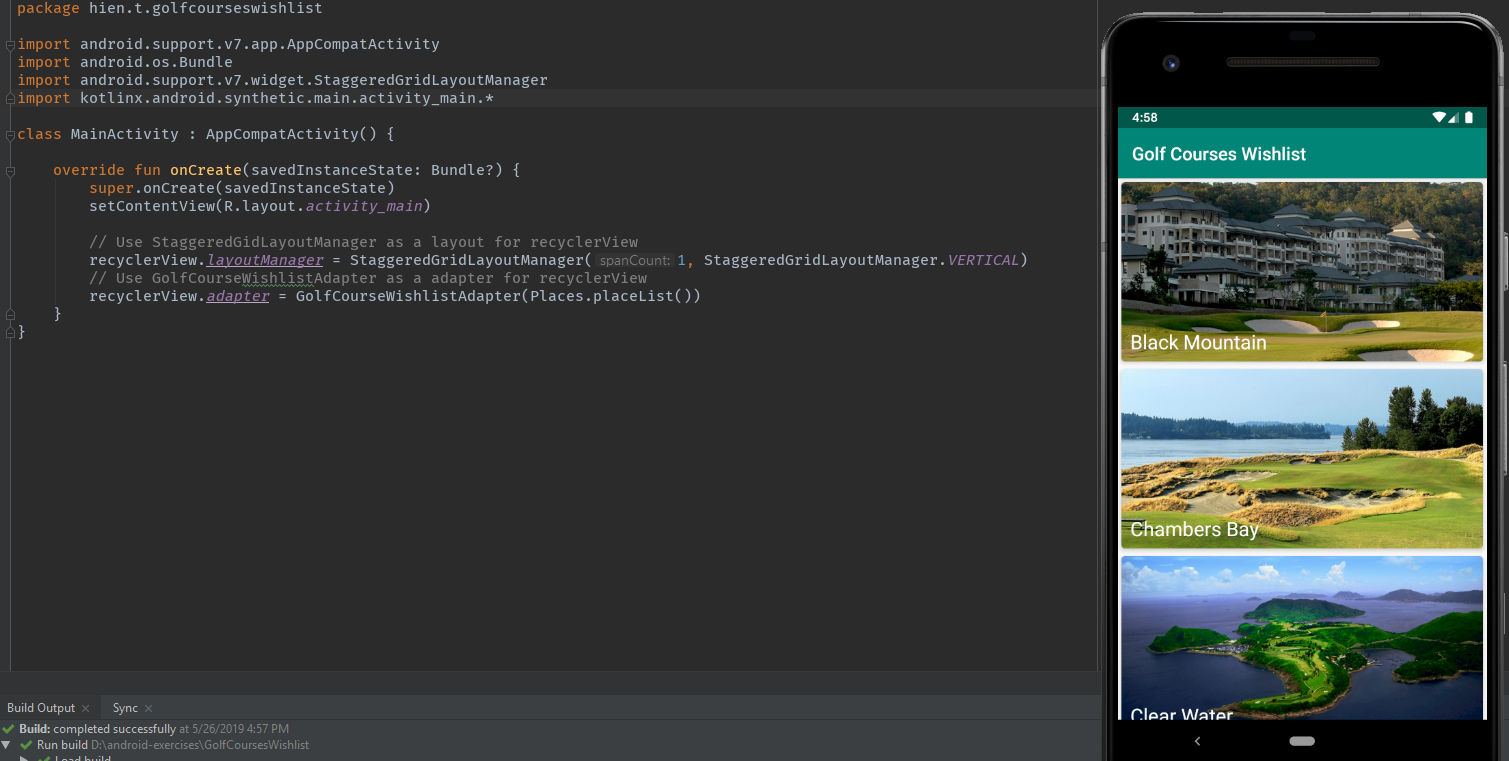 package hien.t.golfcourseswishlist
import android.support.v7.app.AppCompatActivity
import android.os.Bundle
import android.support.v7.widget.StaggeredGridLayoutManager
import kotlinx.android.synthetic.main.activity_main.*
class MainActivity : AppCompatActivity() {
override fun onCreate(savedInstanceState: Bundle?) {
super.onCreate(savedInstanceState)
setContentView(R.layout.activity_main)
// Use StaggeredGidLayoutManager as a layout for recyclerView
recyclerView.layoutManager = StaggeredGridLayoutManager( spanCount: 1, StaggeredGridLayoutManager.VERTICAL)
// Use GolfCourseWishlistAdapter as a adapter for recyclerView
recyclerView.adapter = GolfCourseWishlistAdapter(Places.placeList())
}
}
Build Output
Sync
Build: completed successfully at 5/26/2019 4:57 PM
Run build D:\android-exercises\GolfCoursesWishlist
Load build
4:58
Golf Courses Wishlist
Black Mountain
Chambers Bay
Clear Water